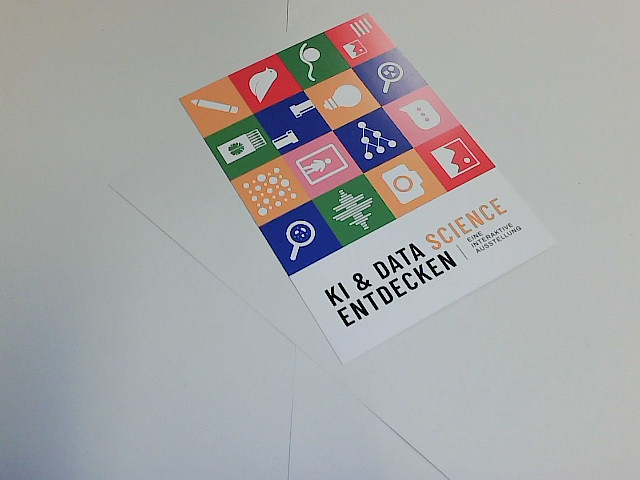 KI & DATA SCIENCE
ENTDECKEN
EINE
INTERAKTIVE
AUSSTELLUNG